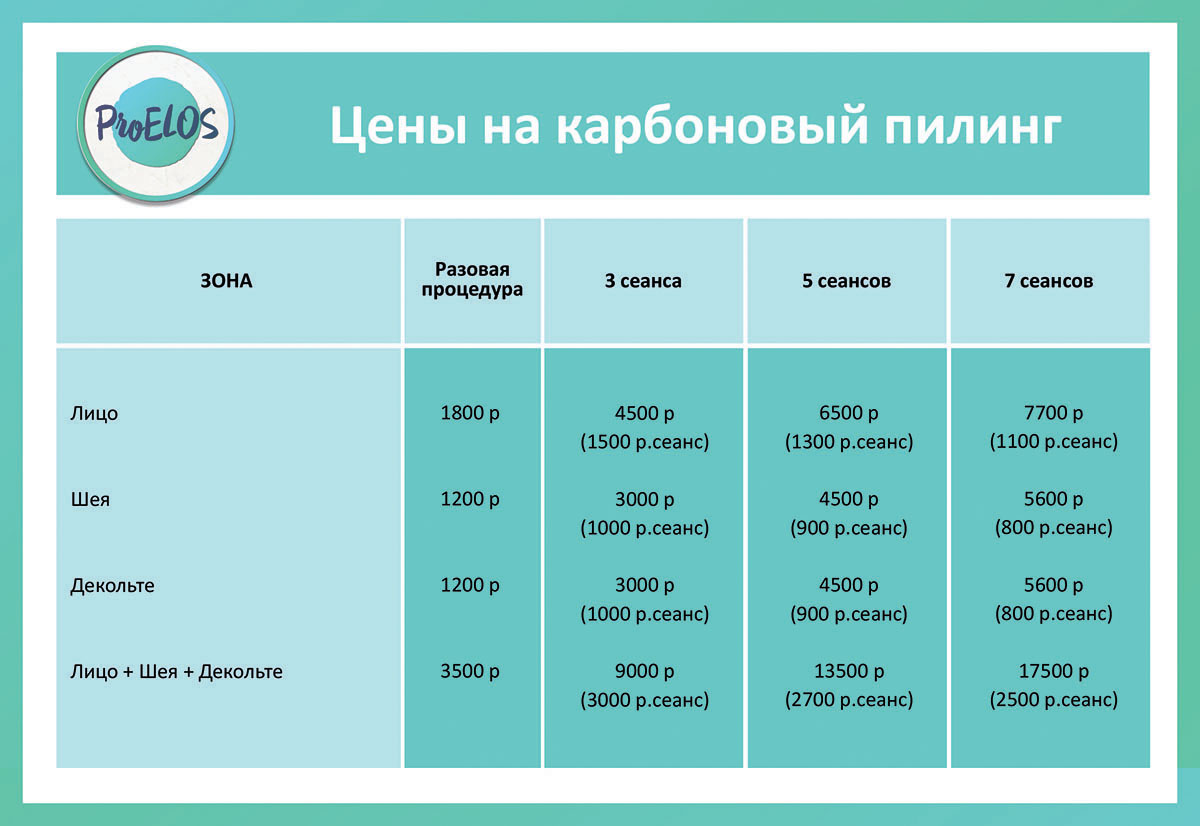 ProELOS
Цены на карбоновый пилинг
ЗОНА
Разовая
процедура
3 сеанса
5 сеансов
7 сеансов
Лицо
1800 р
4500 р
(1500 р.сеанс)
6500 р
(1300 р.сеанс)
7700 р
(1100 р.сеанс)
Шея
1200 р
3000 р
(1000 р.сеанс)
4500 р
(900 р.сеанс)
5600 р
(800 р.сеанс)
Декольте
1200 р
3000 р
(1000 р.сеанс)
4500 р
(900 р.сеанс)
5600 р
(800 р.сеанс)
Лицо + Шея + Декольте
3500 р
9000 р
(3000 р.сеанс)
13500 р
(2700 р.сеанс)
17500 р
(2500 р.сеанс)